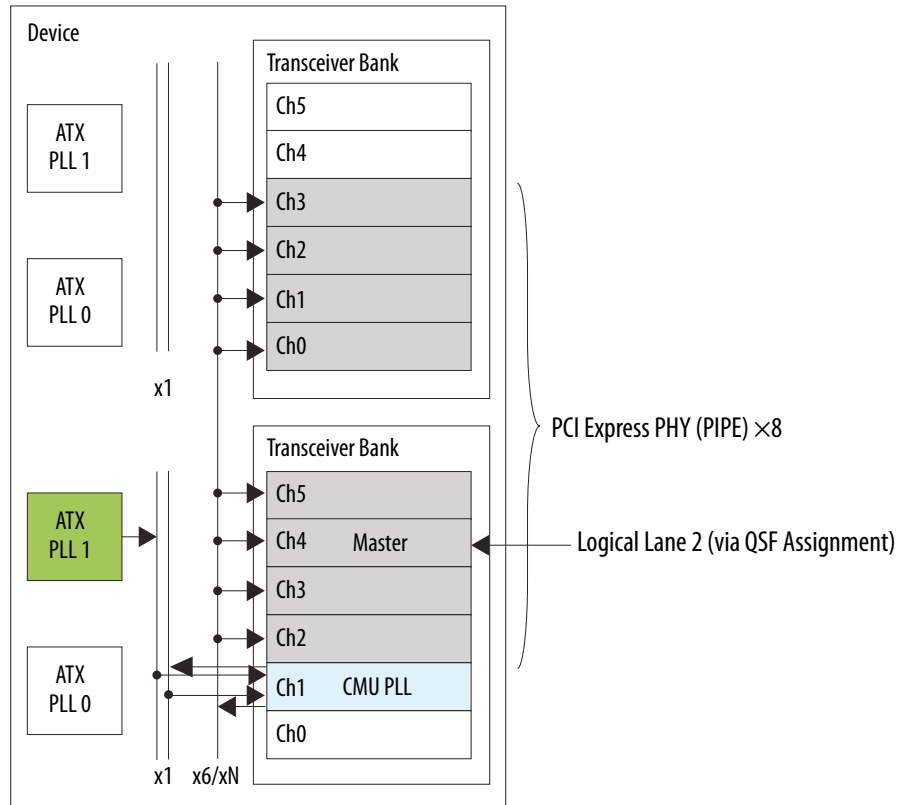 Device
Transceiver Bank
ATX
PLL 1
Ch5
Ch4
Ch3
Ch2
ATX
PLL 0
Ch1
Ch0
x1
PCI Express PHY (PIPE) ×8
Transceiver Bank
ATX
PLL 1
Ch5
Ch4 Master
Logical Lane 2 (via QSF Assignment)
Ch3
Ch2
ATX
PLL 0
Ch1 CMU PLL
Ch0
x1 x6/xN